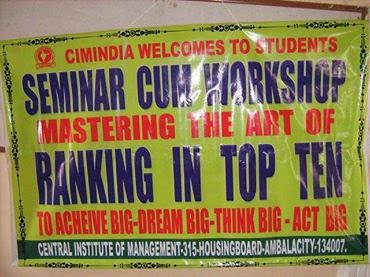 CIMINDIA WELCOMES TO STUDENTS
SEMINAR CUM WORKSHOP
MASTERING THE ART OF
RANKING IN TOP TEN
TO ACHEIVE BIG-DREAM BIG-THINK BIG - ACT BIG
CENTRAL INSTITUTE OF MANAGEMENT-315-HOUSINGBOARD-AMBALACITY-134007.